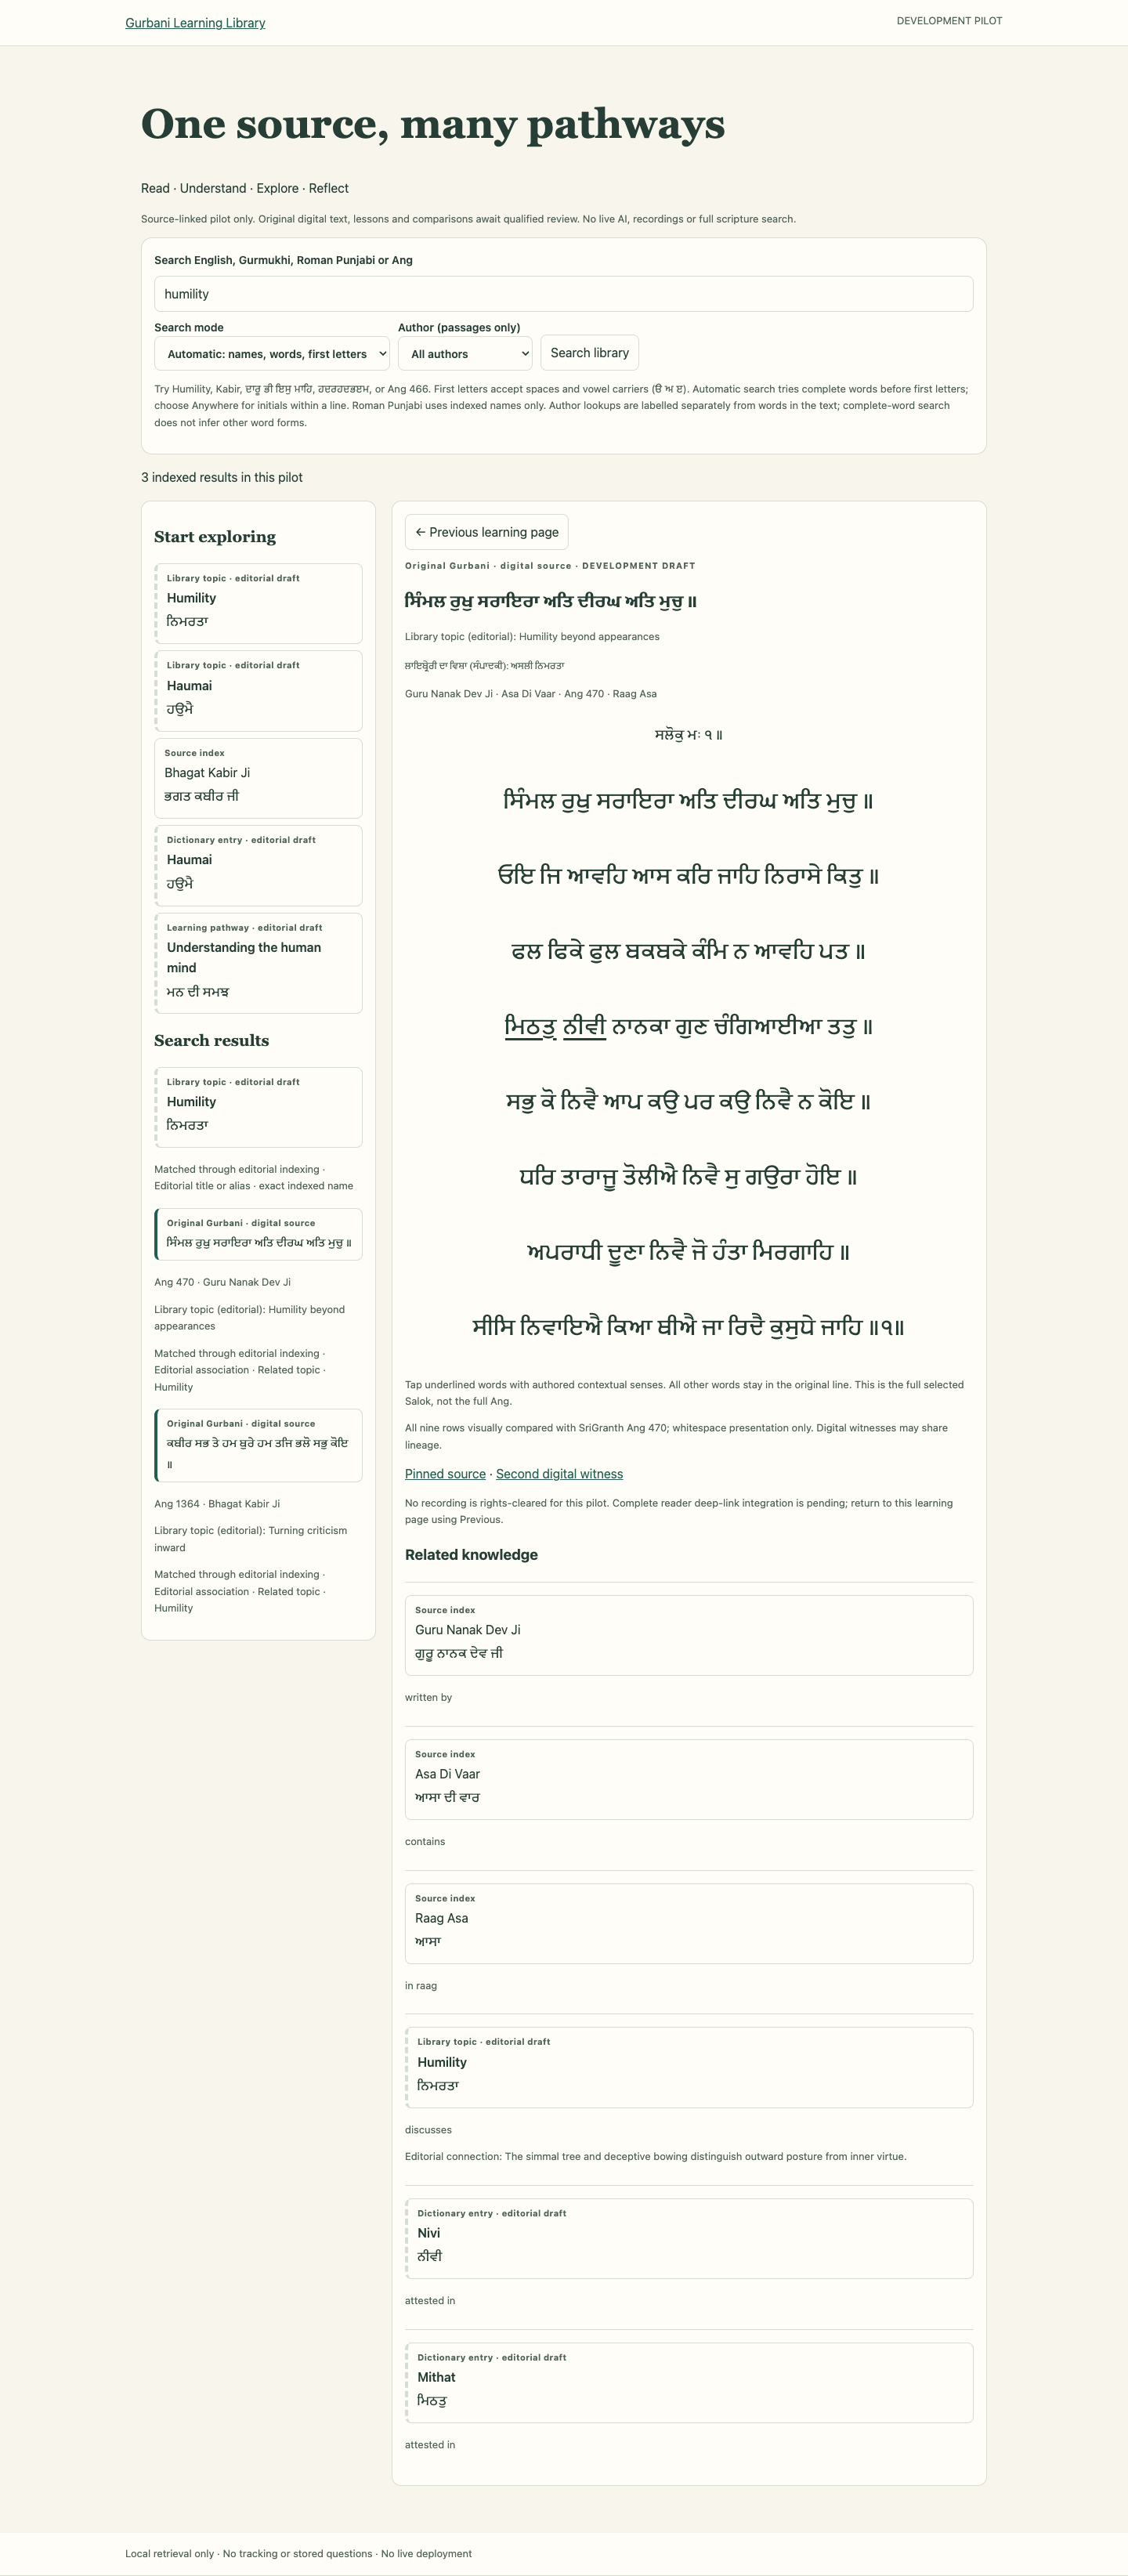 Gurbani Learning Library
DEVELOPMENT PILOT
One source, many pathways
Read · Understand · Explore · Reflect
Source-linked pilot only. Original digital text, lessons and comparisons await qualified review. No live AI, recordings or full scripture search.
Search English, Gurmukhi, Roman Punjabi or Ang
humility
Search mode
Author (passages only)
Automatic: names, words, first letters
All authors
Search library
Try Humility, Kabir, ਦਾਰੂ ਭੀ ਇਸੁ ਮਾਹਿ, ਹਦਰਹਦਭੲਮ, or Ang 466. First letters accept spaces and vowel carriers (ੳ ਅ ੲ). Automatic search tries complete words before first letters;
choose Anywhere for initials within a line. Roman Punjabi uses indexed names only. Author lookups are labelled separately from words in the text; complete-word search
does not infer other word forms.
3 indexed results in this pilot
Start exploring
Library topic · editorial draft
Humility
ਨਿਮਰਤਾ
Library topic · editorial draft
Haumai
ਹਉਮੈ
Source index
Bhagat Kabir Ji
ਭਗਤ ਕਬੀਰ ਜੀ
Dictionary entry · editorial draft
Haumai
ਹਉਮੈ
Learning pathway · editorial draft
Understanding the human
mind
ਮਨ ਦੀ ਸਮਝ
Search results
Library topic · editorial draft
Humility
ਨਿਮਰਤਾ
Matched through editorial indexing ·
Editorial title or alias · exact indexed name
Original Gurbani · digital source
ਸਿੰਮਲ ਰੁਖੁ ਸਰਾਇਰਾ ਅਤਿ ਦੀਰਘ ਅਤਿ ਮੁਚੁ ॥
Ang 470 · Guru Nanak Dev Ji
Library topic (editorial): Humility beyond
appearances
Matched through editorial indexing ·
Editorial association · Related topic ·
Humility
Original Gurbani · digital source
ਕਬੀਰ ਸਭ ਤੇ ਹਮ ਬੁਰੇ ਹਮ ਤਜਿ ਭਲੋ ਸਭੁ ਕੋਇ
॥
Ang 1364 · Bhagat Kabir Ji
Library topic (editorial): Turning criticism
inward
Matched through editorial indexing ·
Editorial association · Related topic ·
Humility
← Previous learning page
Original Gurbani · digital source · DEVELOPMENT DRAFT
ਸਿੰਮਲ ਰੁਖੁ ਸਰਾਇਰਾ ਅਤਿ ਦੀਰਘ ਅਤਿ ਮੁਚੁ ॥
Library topic (editorial): Humility beyond appearances
ਲਾਇਬ੍ਰੇਰੀ ਦਾ ਵਿਸ਼ਾ (ਸੰਪਾਦਕੀ): ਅਸਲੀ ਨਿਮਰਤਾ
Guru Nanak Dev Ji · Asa Di Vaar · Ang 470 · Raag Asa
ਸਲੋਕੁ ਮਃ ੧ ॥
ਸਿੰਮਲ ਰੁਖੁ ਸਰਾਇਰਾ ਅਤਿ ਦੀਰਘ ਅਤਿ ਮੁਚੁ ॥
ਓਇ ਜਿ ਆਵਹਿ ਆਸ ਕਰਿ ਜਾਹਿ ਨਿਰਾਸੇ ਕਿਤੁ ॥
ਫਲ ਫਿਕੇ ਫੁਲ ਬਕਬਕੇ ਕੰਮਿ ਨ ਆਵਹਿ ਪਤ ॥
ਮਿਠਤੁ ਨੀਵੀ ਨਾਨਕਾ ਗੁਣ ਚੰਗਿਆਈਆ ਤਤੁ ॥
ਸਭੁ ਕੋ ਨਿਵੈ ਆਪ ਕਉ ਪਰ ਕਉ ਨਿਵੈ ਨ ਕੋਇ ॥
ਧਰਿ ਤਾਰਾਜੂ ਤੋਲੀਐ ਨਿਵੈ ਸੁ ਗਉਰਾ ਹੋਇ ॥
ਅਪਰਾਧੀ ਦੂਣਾ ਨਿਵੈ ਜੋ ਹੰਤਾ ਮਿਰਗਾਹਿ ॥
ਸੀਸਿ ਨਿਵਾਇਐ ਕਿਆ ਥੀਐ ਜਾ ਰਿਦੈ ਕੁਸੁਧੇ ਜਾਹਿ ॥੧॥
Tap underlined words with authored contextual senses. All other words stay in the original line. This is the full selected
Salok, not the full Ang.
All nine rows visually compared with SriGranth Ang 470; whitespace presentation only. Digital witnesses may share
lineage.
Pinned source · Second digital witness
No recording is rights-cleared for this pilot. Complete reader deep-link integration is pending; return to this learning
page using Previous.
Related knowledge
Source index
Guru Nanak Dev Ji
ਗੁਰੂ ਨਾਨਕ ਦੇਵ ਜੀ
written by
Source index
Asa Di Vaar
ਆਸਾ ਦੀ ਵਾਰ
contains
Source index
Raag Asa
ਆਸਾ
in raag
Library topic · editorial draft
Humility
ਨਿਮਰਤਾ
discusses
Editorial connection: The simmal tree and deceptive bowing distinguish outward posture from inner virtue.
Dictionary entry · editorial draft
Nivi
ਨੀਵੀ
attested in
Dictionary entry · editorial draft
Mithat
ਮਿਠਤੁ
attested in
Local retrieval only · No tracking or stored questions · No live deployment